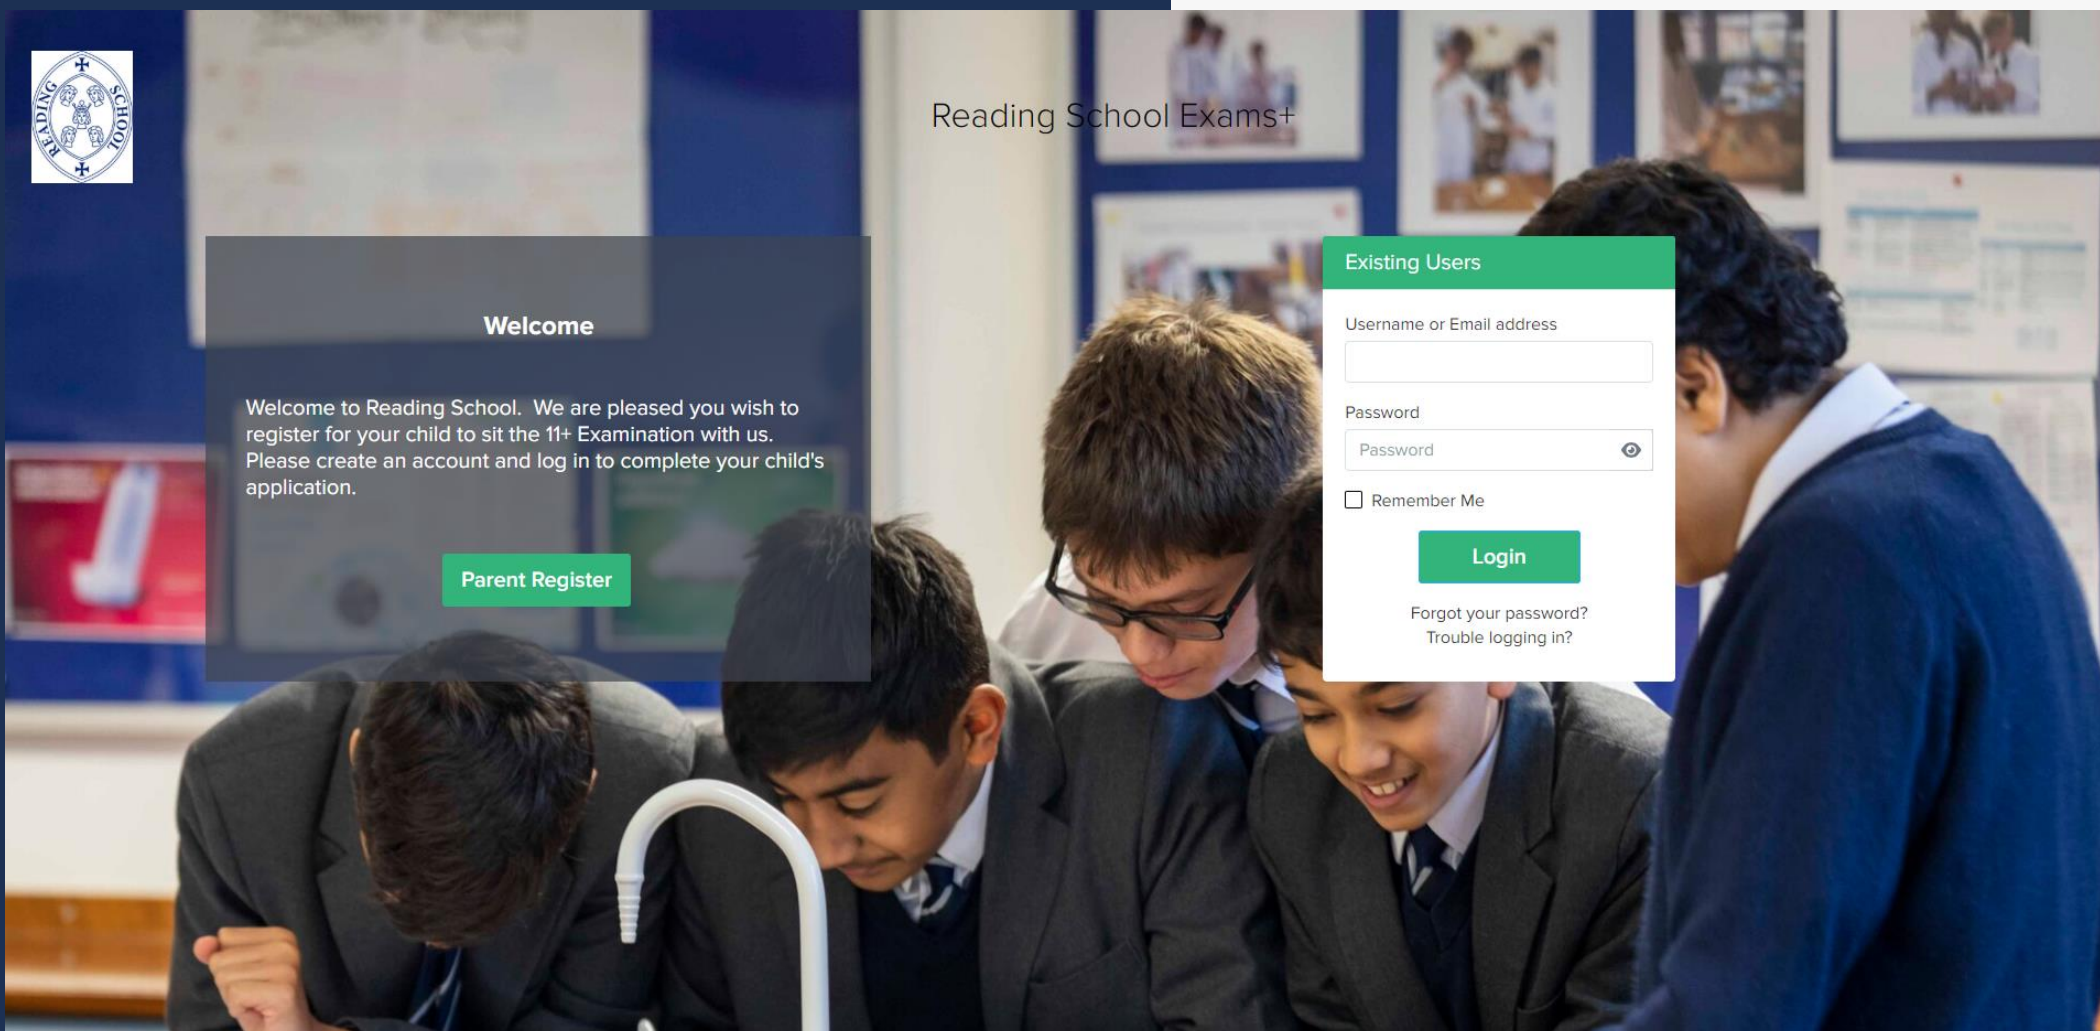 READING SCHOOL
Reading School Exams+
Welcome
Welcome to Reading School.  We are pleased you wish to
register for your child to sit the 11+ Examination with us.
Please create an account and log in to complete your child's
application.
Parent Register
Existing Users
Username or Email address
Password
Password
Remember Me
Login
Forgot your password?
Trouble logging in?